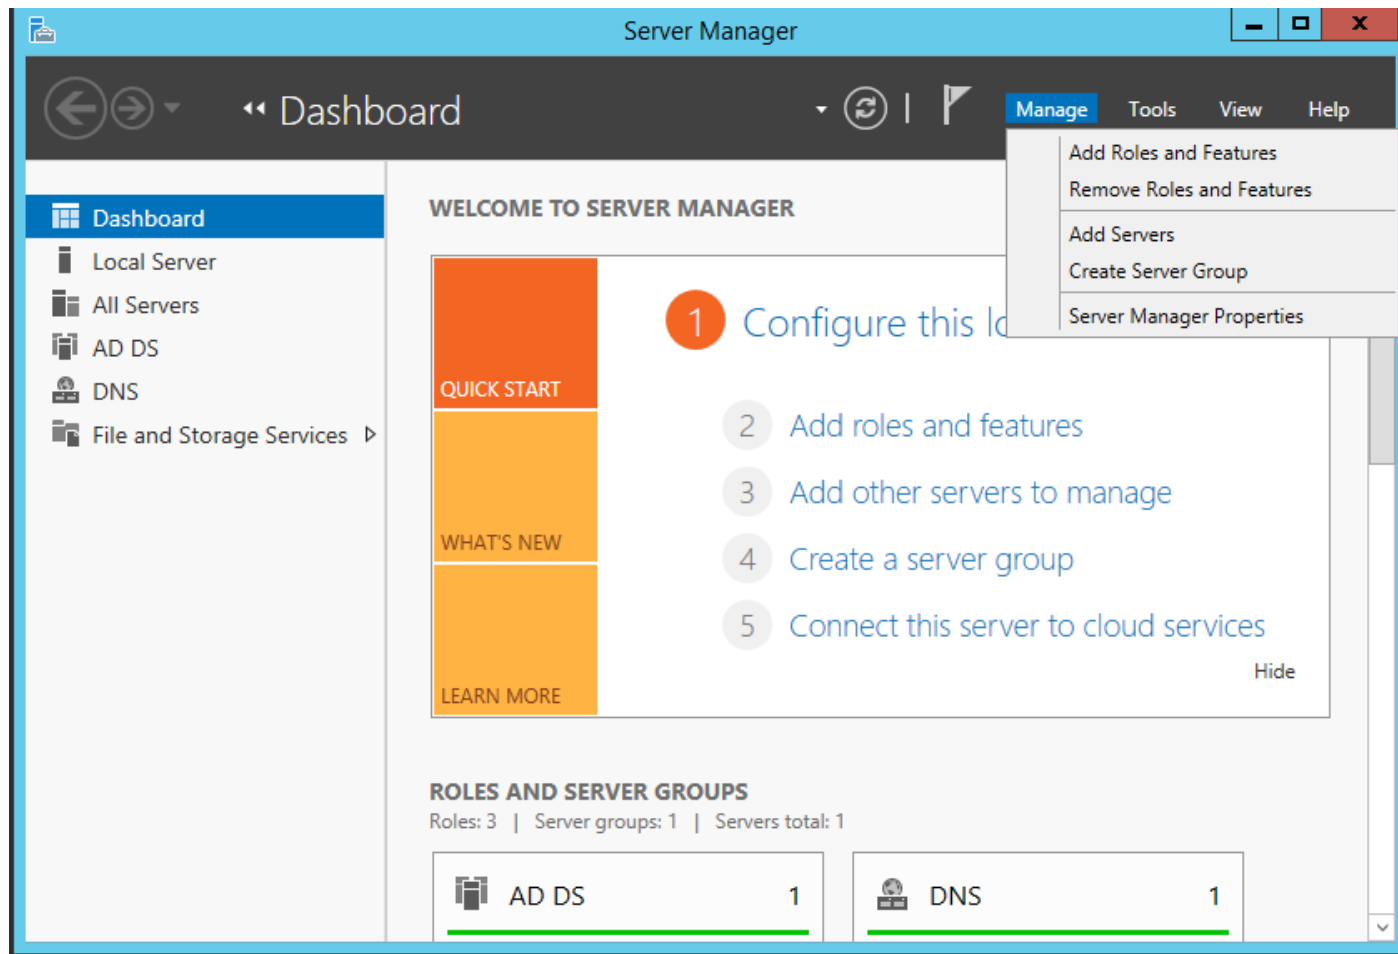 Server Manager
Dashboard
Manage Tools View Help
Add Roles and Features
Remove Roles and Features
Add Servers
Create Server Group
Server Manager Properties
Dashboard
Local Server
All Servers
AD DS
DNS
File and Storage Services
WELCOME TO SERVER MANAGER
QUICK START
WHAT'S NEW
LEARN MORE
1 Configure this
2 Add roles and features
3 Add other servers to manage
4 Create a server group
5 Connect this server to cloud services
Hide
ROLES AND SERVER GROUPS
Roles: 3 | Server groups: 1 | Servers total: 1
AD DS 1
DNS 1